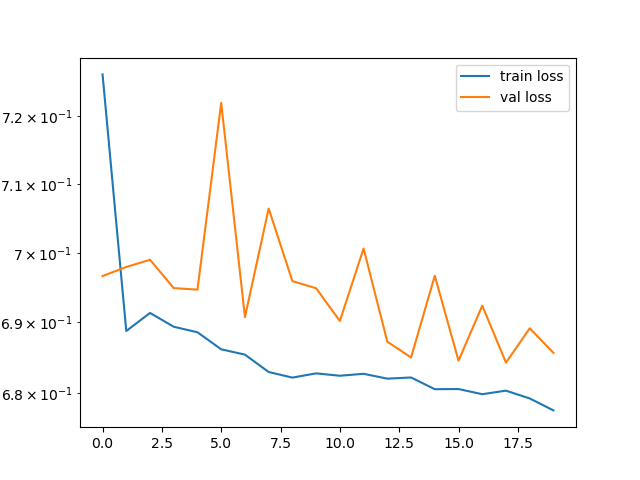 train loss
val loss
7.2 × 10⁻¹
7.1 × 10⁻¹
7 × 10⁻¹
6.9 × 10⁻¹
6.8 × 10⁻¹
0.0 2.5 5.0 7.5 10.0 12.5 15.0 17.5